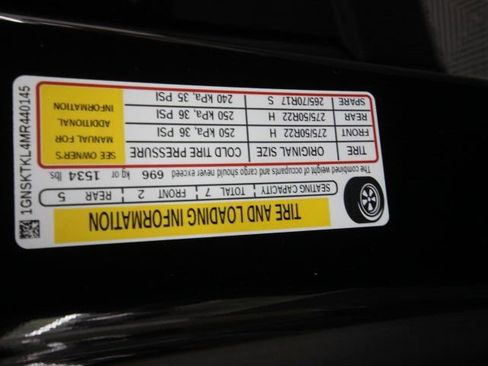 TIRE AND LOADING INFORMATION
SEATING CAPACITY TOTAL 7 FRONT 2 REAR 5
The combined weight of occupants and cargo should never exceed 696 kg or 1534 lbs
TIRE ORIGINAL SIZE COLD TIRE PRESSURE
FRONT 275/50R22 H 250 kPa, 36 PSI
REAR 275/50R22 H 250 kPa, 36 PSI
SPARE 265/70R17 S 240 kPa, 35 PSI
SEE OWNER'S
MANUAL FOR
ADDITIONAL
INFORMATION
1GNSKTKL4MR440145